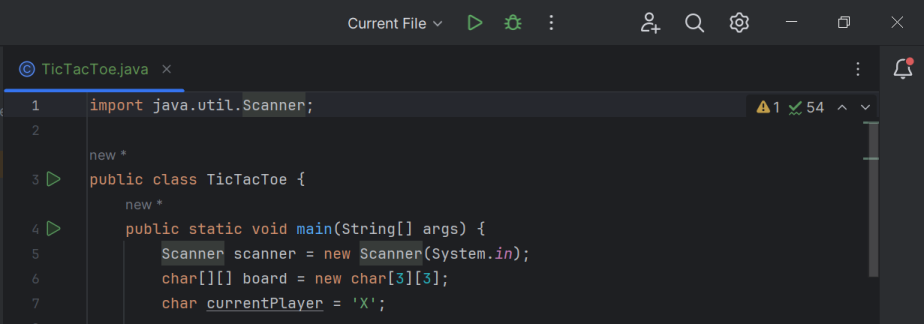 Current File
TicTacToe.java
1 import java.util.Scanner;
1 54
2
new *
3 public class TicTacToe {
new *
4 public static void main(String[] args) {
5 Scanner scanner = new Scanner(System.in);
6 char[][] board = new char[3][3];
7 char currentPlayer = 'X';